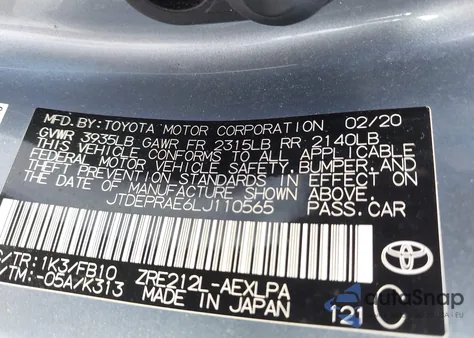 MFD. BY: TOYOTA MOTOR CORPORATION 02/20
GVWR 3935LB GAWR FR 2315LB RR 2140LB
THIS VEHICLE CONFORMS TO ALL APPLICABLE
FEDERAL MOTOR VEHICLE SAFETY, BUMPER, AND
THEFT PREVENTION STANDARDS IN EFFECT ON
THE DATE OF MANUFACTURE SHOWN ABOVE.
JTDEPRAE6LJ110565 PASS.CAR
/TR: 1K3/FB10 ZRE212L-AEXLPA
/TM: -05A/K313 MADE IN JAPAN 121 C
AutoSnap